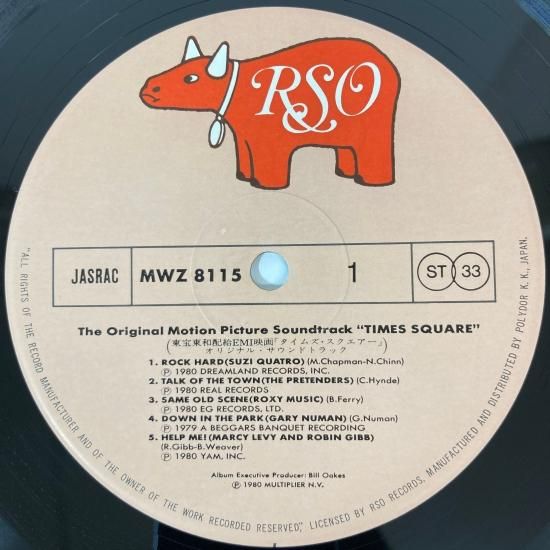 RSO
JASRAC
MWZ 8115
1
ST 33
The Original Motion Picture Soundtrack "TIMES SQUARE"
(東宝東和配給EMI映画「タイムズ・スクエアー」
オリジナル・サウンドトラック)
1. ROCK HARD(SUZI QUATRO)(M.Chapman-N.Chinn)
Ⓟ 1980 DREAMLAND RECORDS, INC.
2. TALK OF THE TOWN(THE PRETENDERS)(C.Hynde)
Ⓟ 1980 REAL RECORDS
3. SAME OLD SCENE(ROXY MUSIC)(B.Ferry)
Ⓟ 1980 EG RECORDS, LTD.
4. DOWN IN THE PARK(GARY NUMAN)(G.Numan)
Ⓟ 1979 A BEGGARS BANQUET RECORDING
5. HELP ME!(MARCY LEVY AND ROBIN GIBB)
(R.Gibb-B.Weaver)
Ⓟ 1980 YAM, INC.
Album Executive Producer: Bill Oakes
Ⓟ 1980 MULTIPLIER N.V.
"ALL RIGHTS OF THE RECORD MANUFACTURER AND OF THE OWNER OF THE WORK RECORDED RESERVED", LICENSED BY RSO RECORDS, MANUFACTURED AND DISTRIBUTED BY POLYDOR K. K., JAPAN.